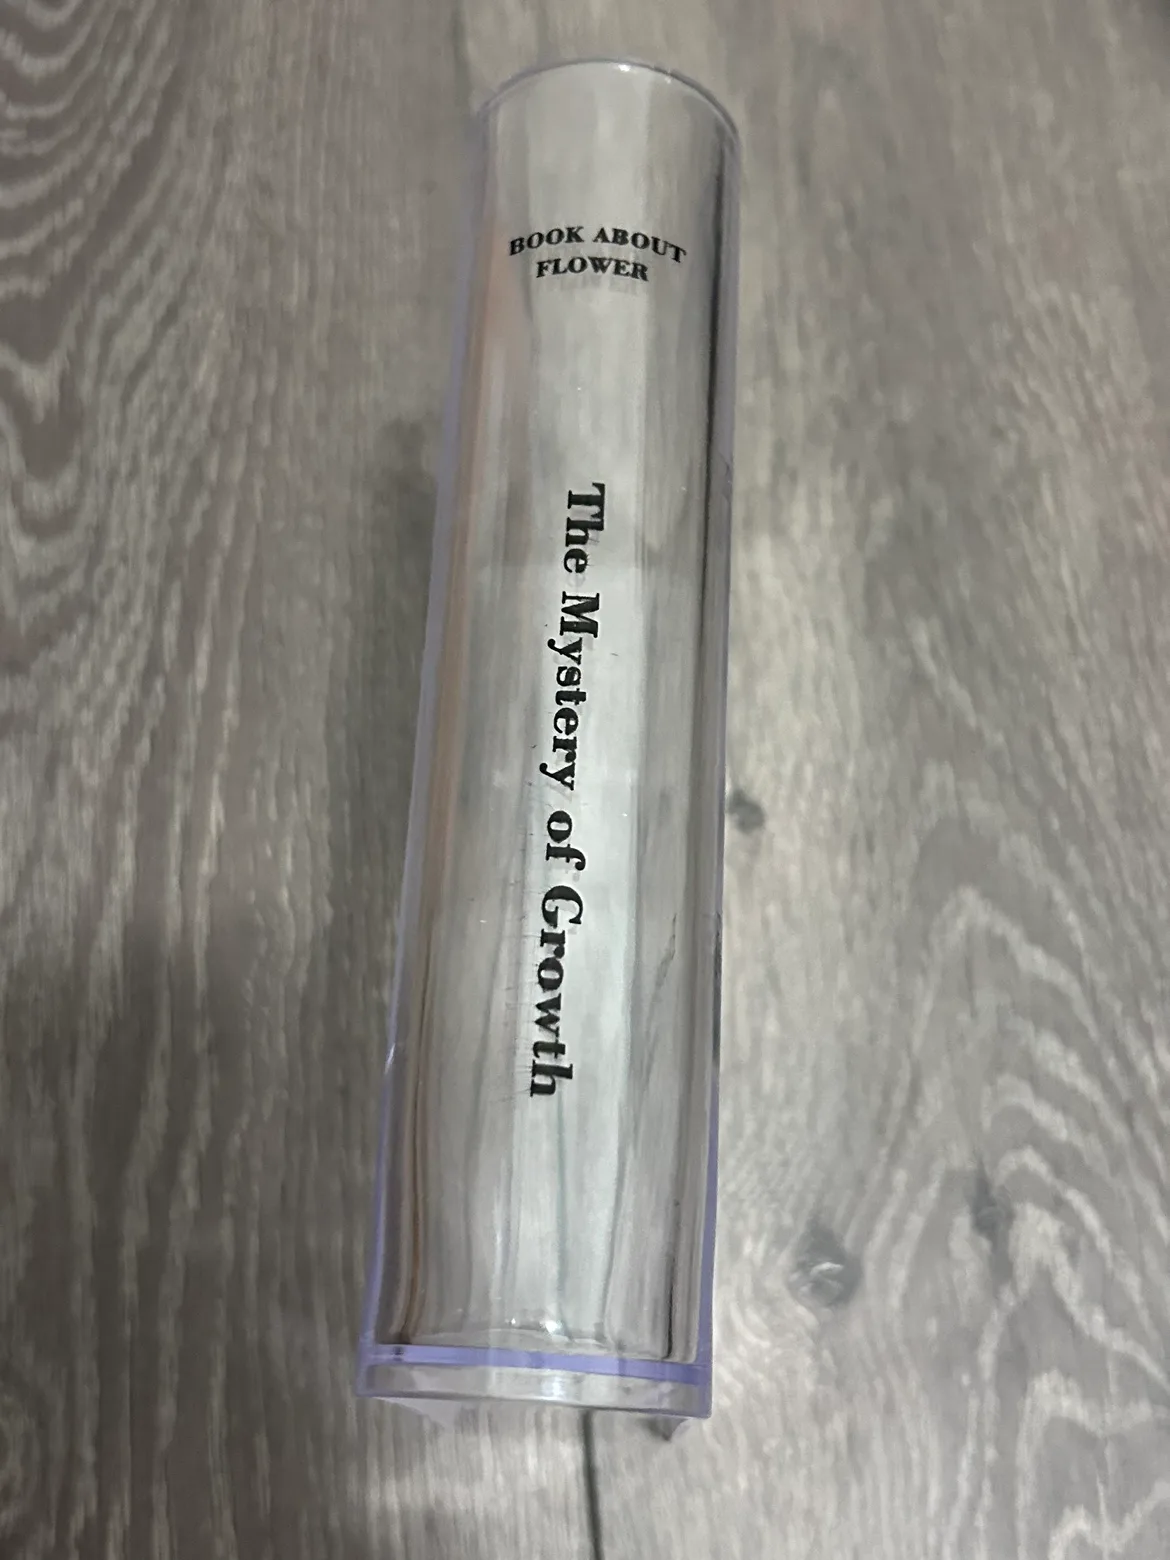 BOOK ABOUT
FLOWER
The Mystery of Growth